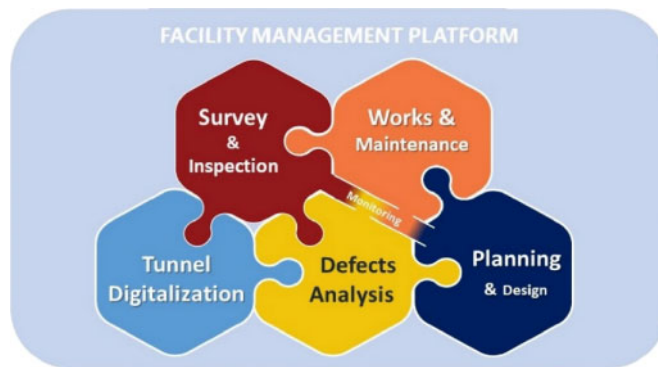 FACILITY MANAGEMENT PLATFORM
Survey
&
Inspection
Works &
Maintenance
Monitoring
Tunnel
Digitalization
Defects
Analysis
Planning
& Design